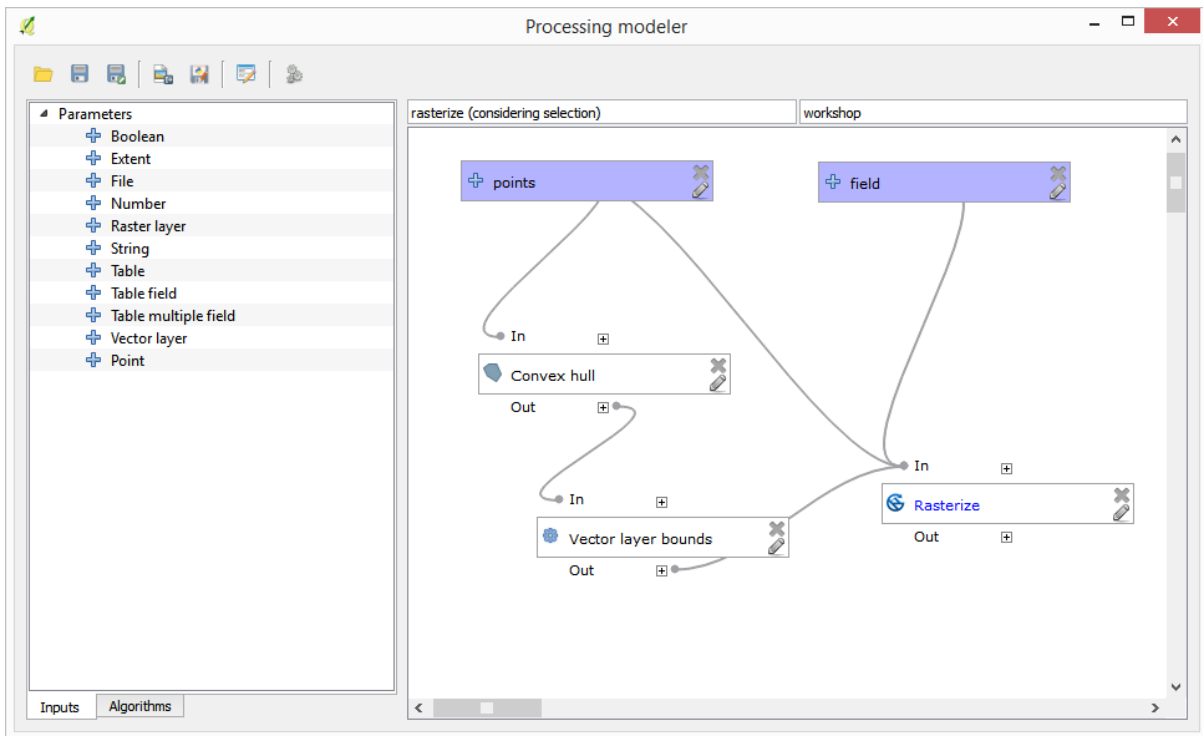 Processing modeler
Parameters
Boolean
Extent
File
Number
Raster layer
String
Table
Table field
Table multiple field
Vector layer
Point
Inputs
Algorithms
rasterize (considering selection)
workshop
points
field
In
Convex hull
Out
In
Vector layer bounds
Out
In
Rasterize
Out